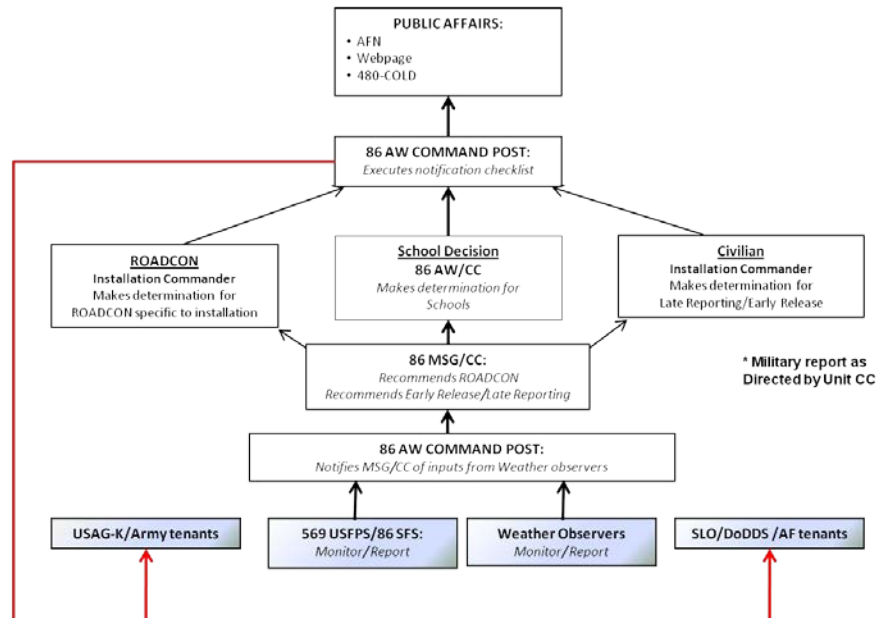 PUBLIC AFFAIRS:
• AFN
• Webpage
• 480-COLD
86 AW COMMAND POST:
Executes notification checklist
ROADCON
Installation Commander
Makes determination for
ROADCON specific to installation
School Decision
86 AW/CC
Makes determination for
Schools
Civilian
Installation Commander
Makes determination for
Late Reporting/Early Release
86 MSG/CC:
Recommends ROADCON
Recommends Early Release/Late Reporting
* Military report as
Directed by Unit CC
86 AW COMMAND POST:
Notifies MSG/CC of inputs from Weather observers
USAG-K/Army tenants
569 USFPS/86 SFS:
Monitor/Report
Weather Observers
Monitor/Report
SLO/DoDDS /AF tenants